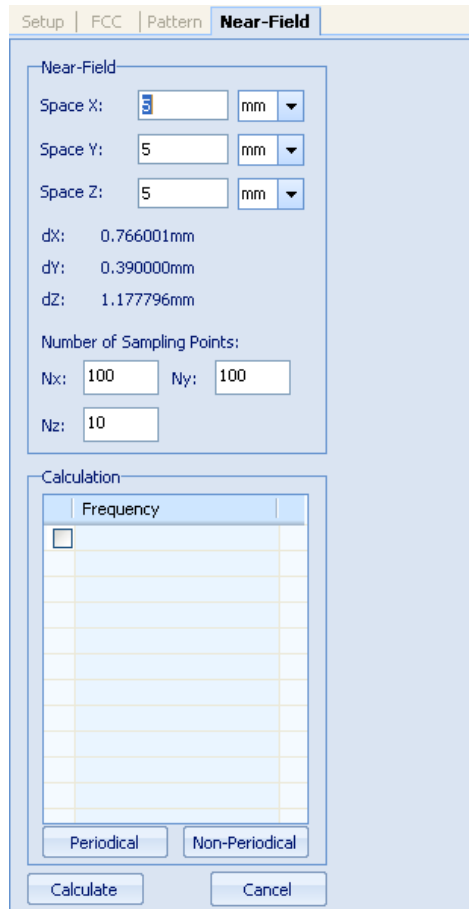 Setup FCC Pattern Near-Field
Near-Field
Space X: 5 mm
Space Y: 5 mm
Space Z: 5 mm
dX: 0.766001mm
dY: 0.390000mm
dZ: 1.177796mm
Number of Sampling Points:
Nx: 100 Ny: 100
Nz: 10
Calculation
Frequency
Periodical Non-Periodical
Calculate Cancel